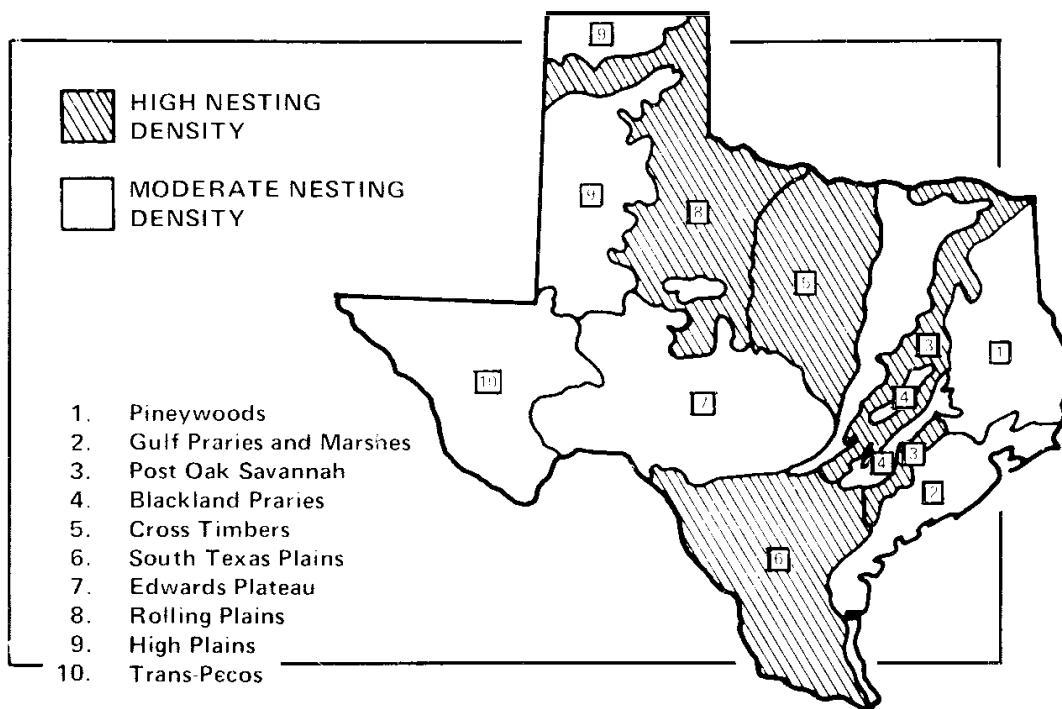 HIGH NESTING
DENSITY
MODERATE NESTING
DENSITY
1. Pineywoods
2. Gulf Praries and Marshes
3. Post Oak Savannah
4. Blackland Praries
5. Cross Timbers
6. South Texas Plains
7. Edwards Plateau
8. Rolling Plains
9. High Plains
10. Trans-Pecos
9
9
8
5
3
1
10
7
4
3
4
2
6